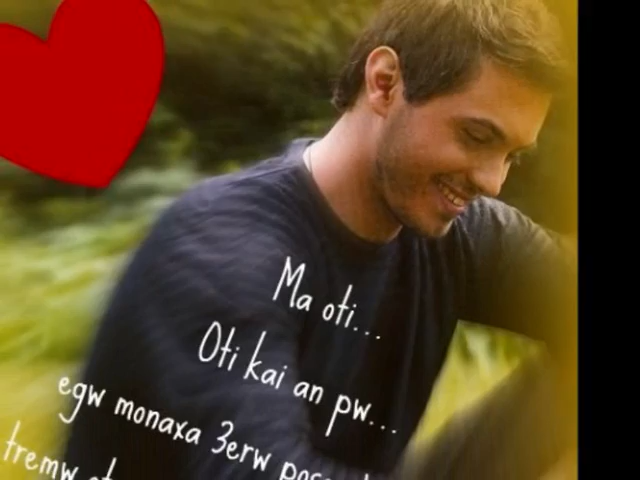 Ma oti...
Oti kai an pw...
egw monaxa 3erw
tremw